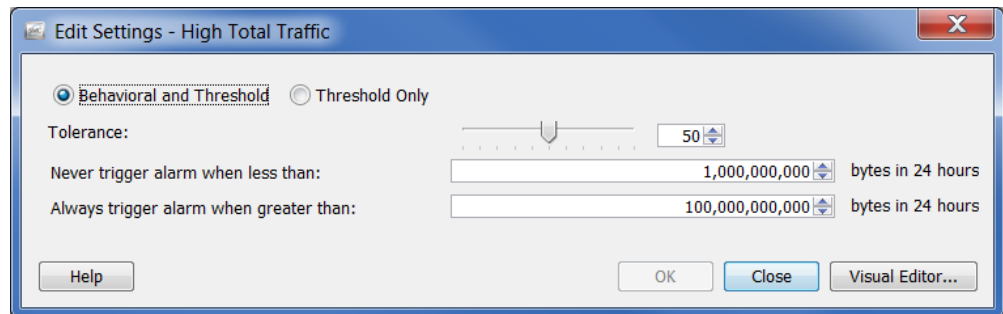 Edit Settings - High Total Traffic
X
Behavioral and Threshold Threshold Only
Tolerance: 50
Never trigger alarm when less than: 1,000,000,000 bytes in 24 hours
Always trigger alarm when greater than: 100,000,000,000 bytes in 24 hours
Help OK Close Visual Editor...